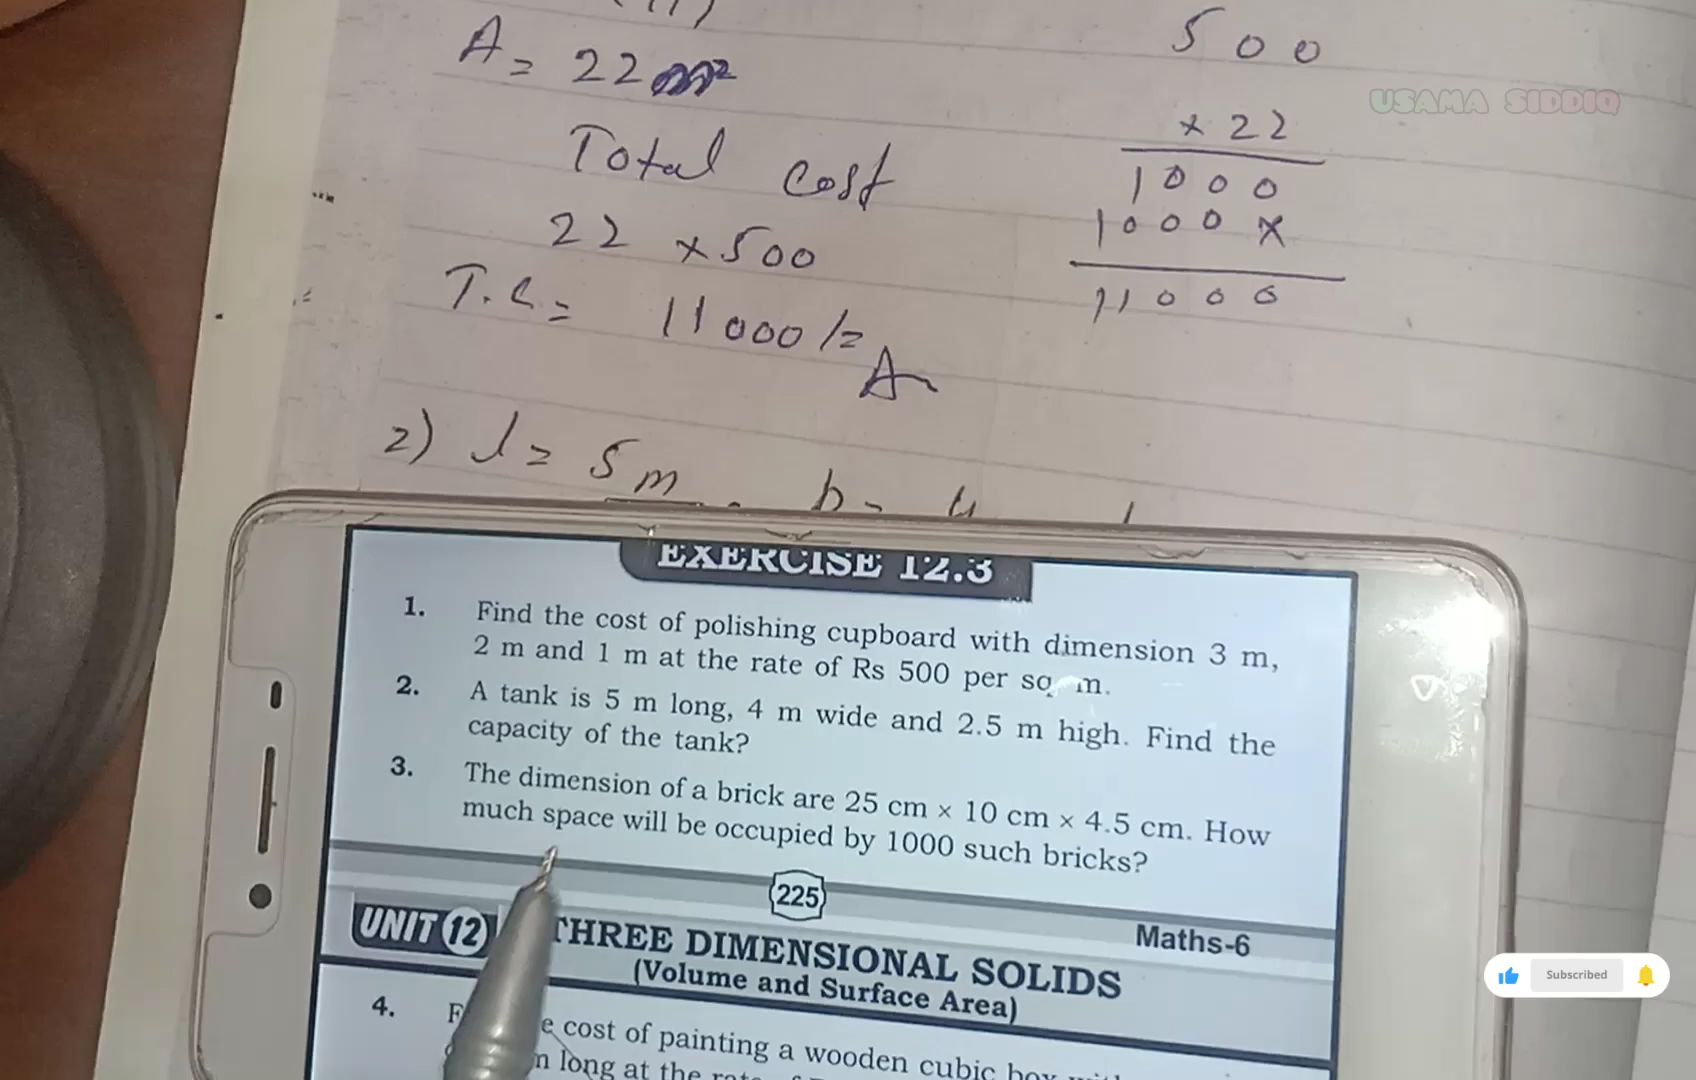 A = 22 m²
Total cost
22 × 500
T.C = 11000/=
A
500
× 22
1000
1000×
11000
USAMA SIDDIQ
2) l = 5m b = 4
EXERCISE 12.3
1. Find the cost of polishing cupboard with dimension 3 m,
2 m and 1 m at the rate of Rs 500 per sq m.
2. A tank is 5 m long, 4 m wide and 2.5 m high. Find the
capacity of the tank?
3. The dimension of a brick are 25 cm × 10 cm × 4.5 cm. How
much space will be occupied by 1000 such bricks?
225
Maths-6
UNIT 12 THREE DIMENSIONAL SOLIDS
(Volume and Surface Area)
4. cost of painting a wooden cubic box
long at the
Subscribed